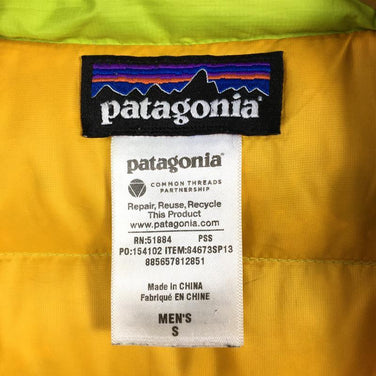 patagonia®
patagonia®
COMMON THREADS
PARTNERSHIP
Repair, Reuse, Recycle
This Product
www.patagonia.com
RN:51884 PSS
PO:154102 ITEM:84673SP13
885657812851
Made in CHINA
Fabriqué EN CHINE
MEN'S
S